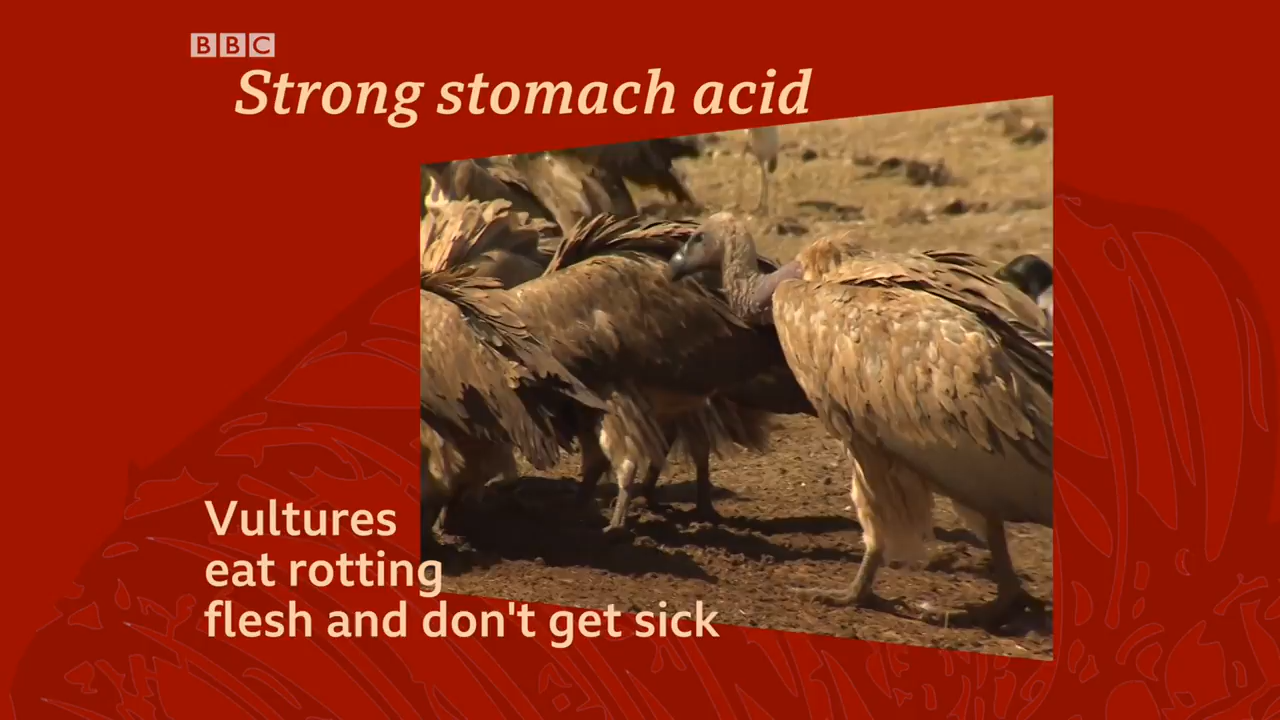 BBC
Strong stomach acid
Vultures
eat rotting
flesh and don't get sick